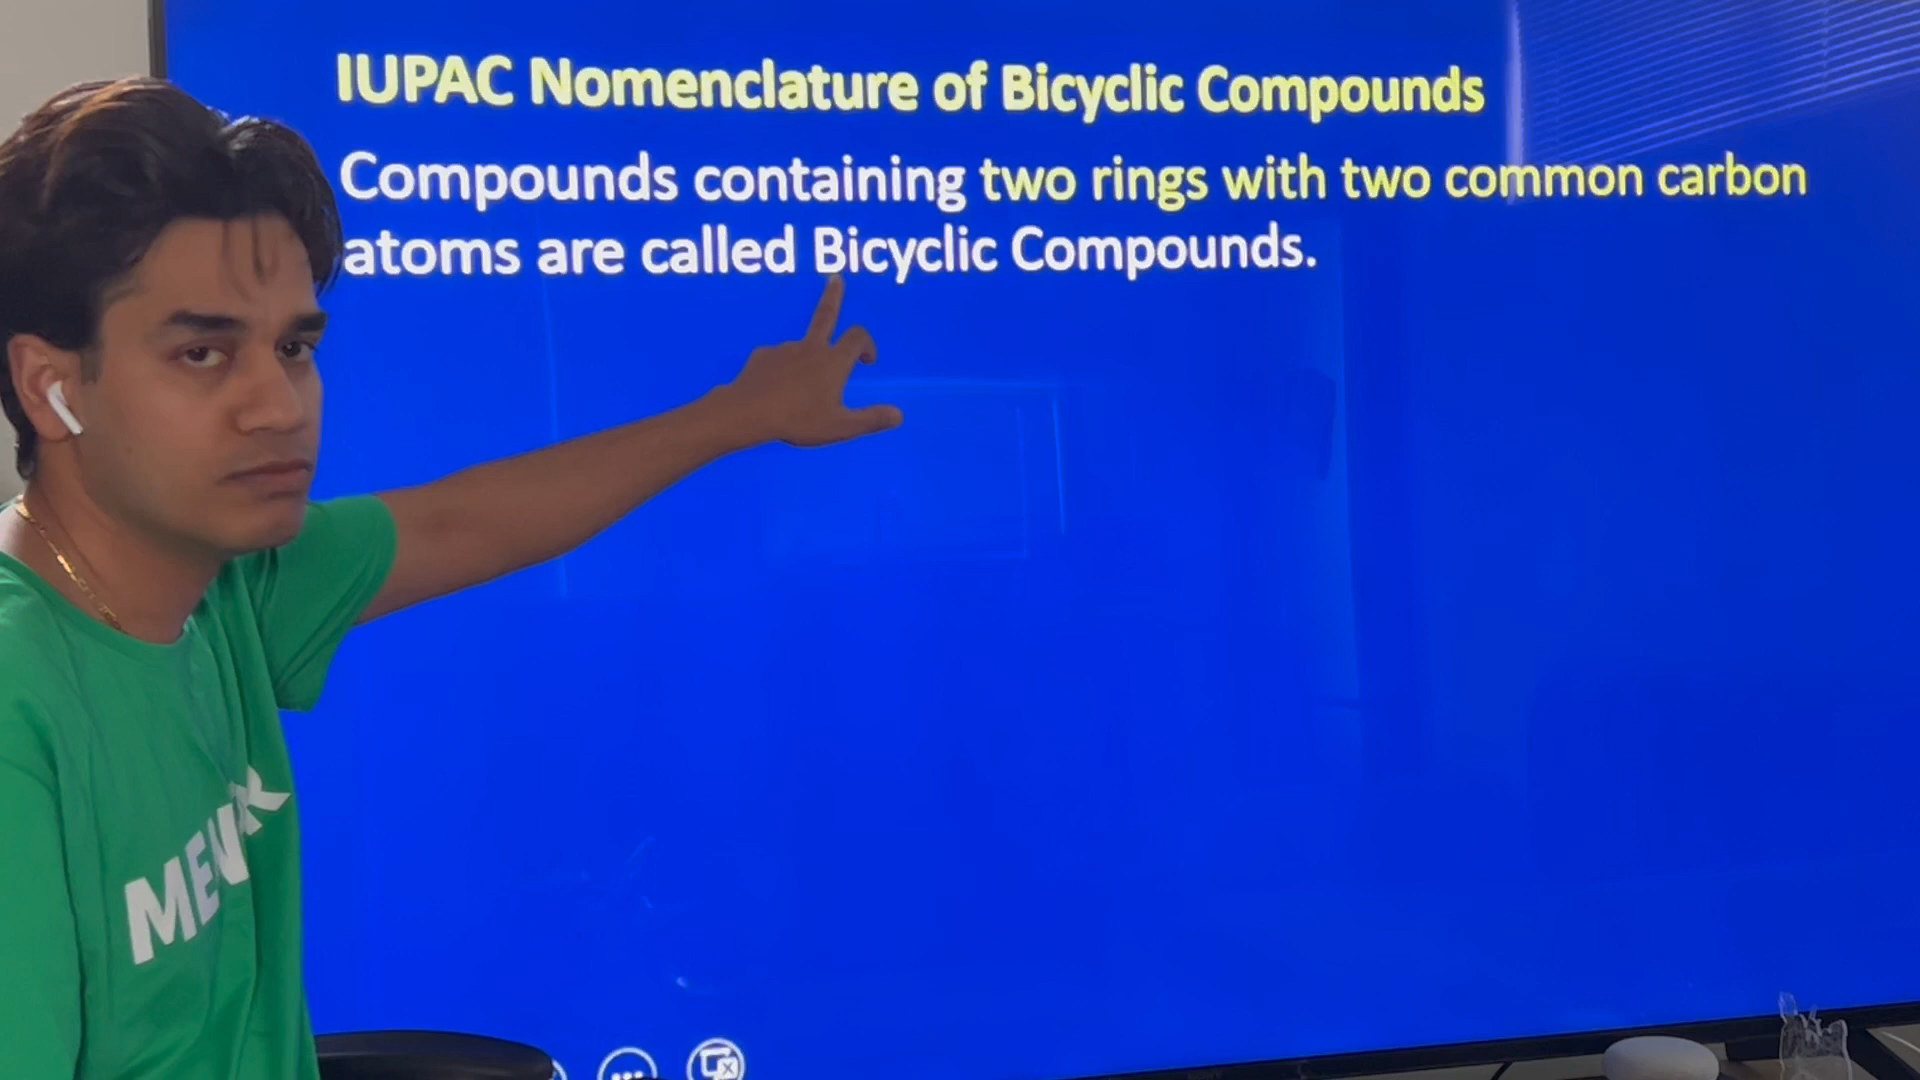 IUPAC Nomenclature of Bicyclic Compounds
Compounds containing two rings with two common carbon
atoms are called Bicyclic Compounds.